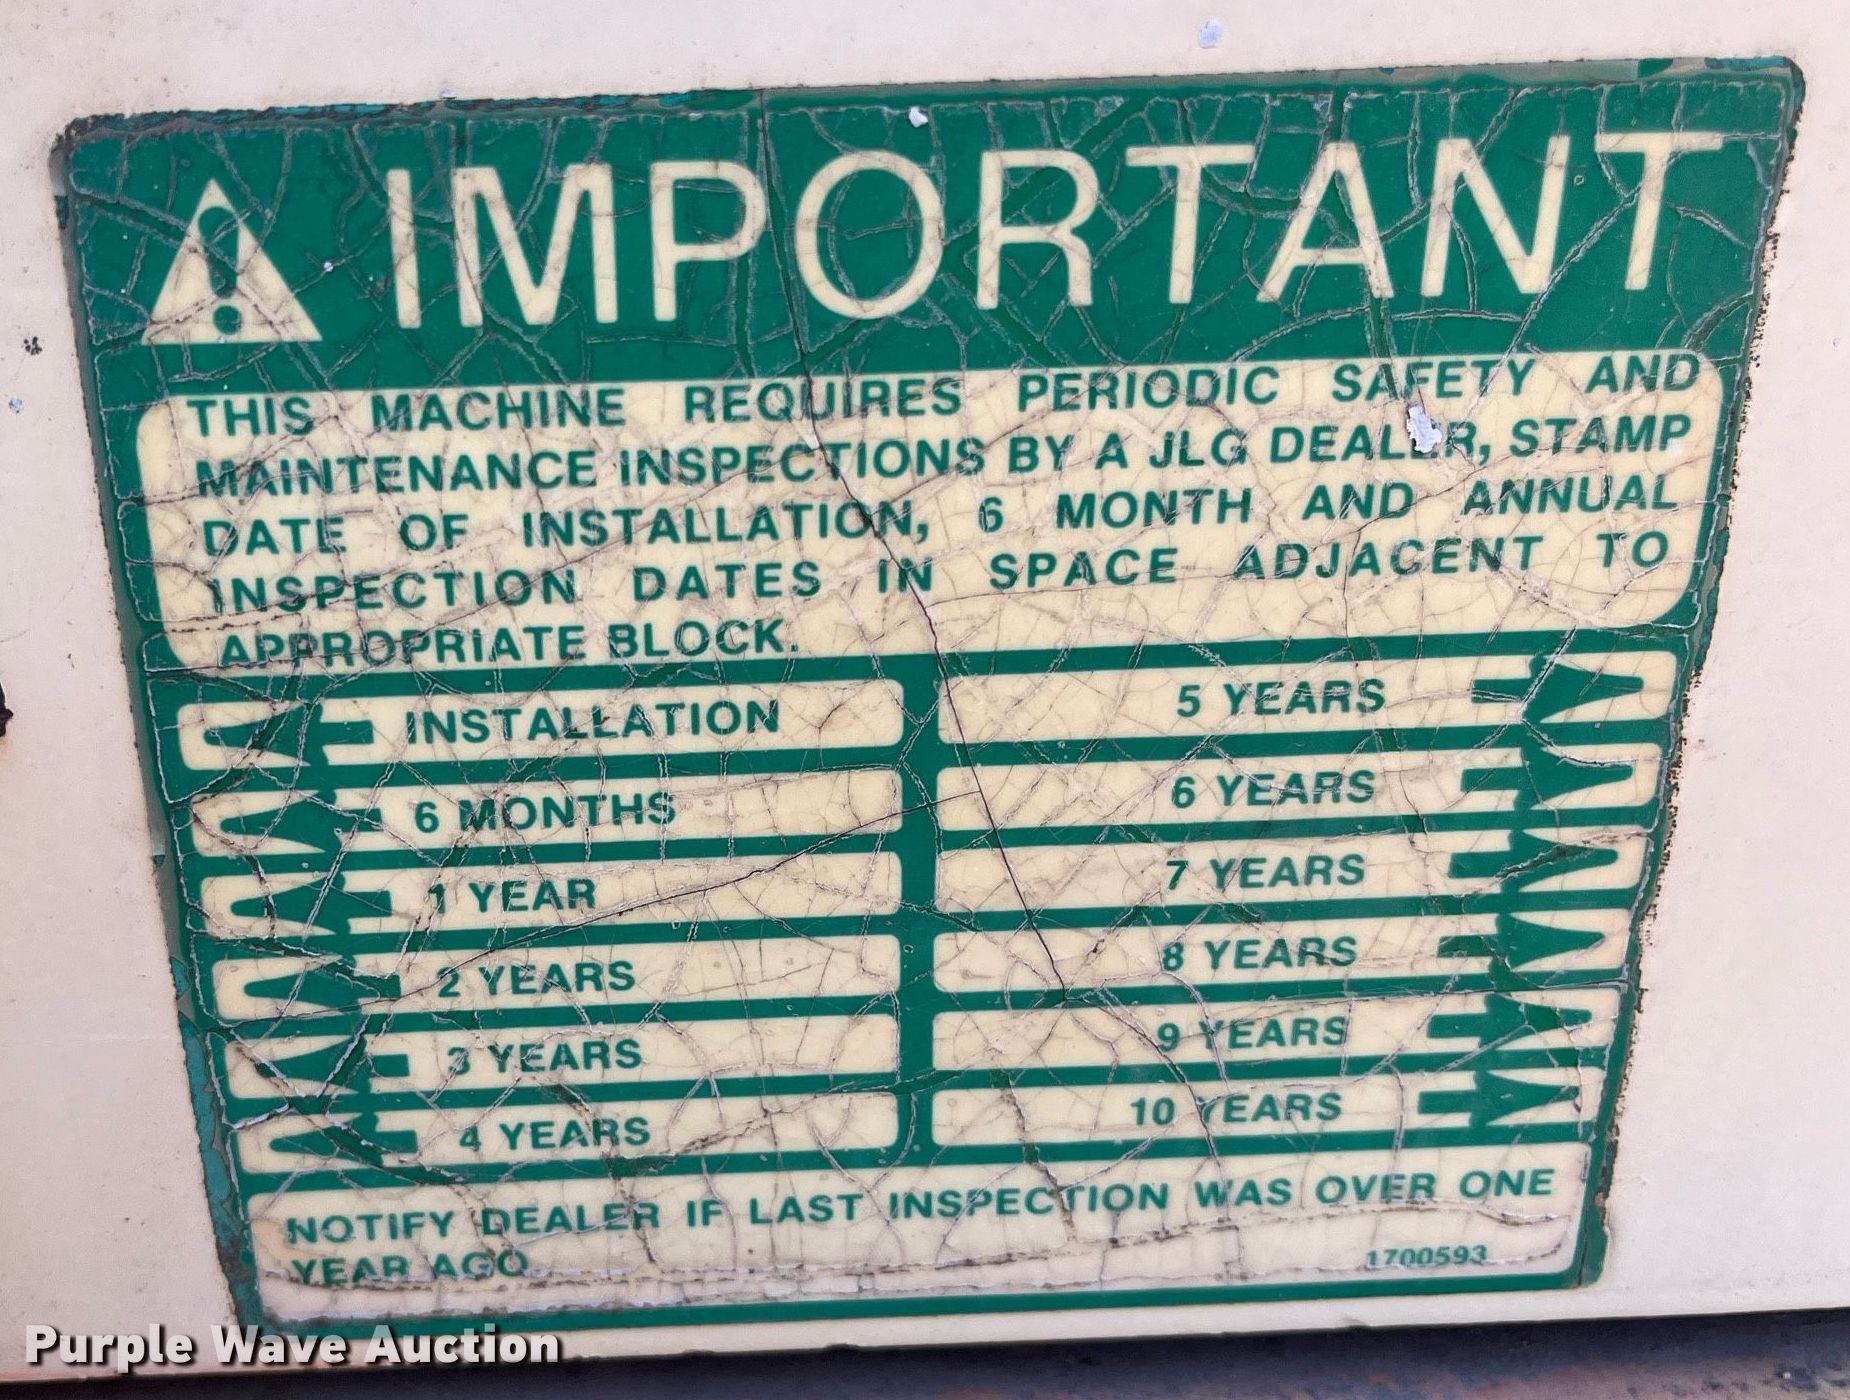 IMPORTANT
THIS MACHINE REQUIRES PERIODIC SAFETY AND
MAINTENANCE INSPECTIONS BY A JLG DEALER, STAMP
DATE OF INSTALLATION, 6 MONTH AND ANNUAL
INSPECTION DATES IN SPACE ADJACENT TO
APPROPRIATE BLOCK.
INSTALLATION
6 MONTHS
1 YEAR
2 YEARS
3 YEARS
4 YEARS
5 YEARS
6 YEARS
7 YEARS
8 YEARS
9 YEARS
10 YEARS
NOTIFY DEALER IF LAST INSPECTION WAS OVER ONE
YEAR AGO
1700593
Purple Wave Auction